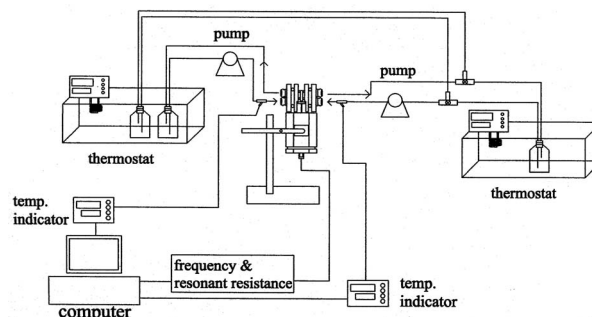 pump
pump
thermostat
thermostat
temp.
indicator
frequency &
resonant resistance
temp.
indicator
computer